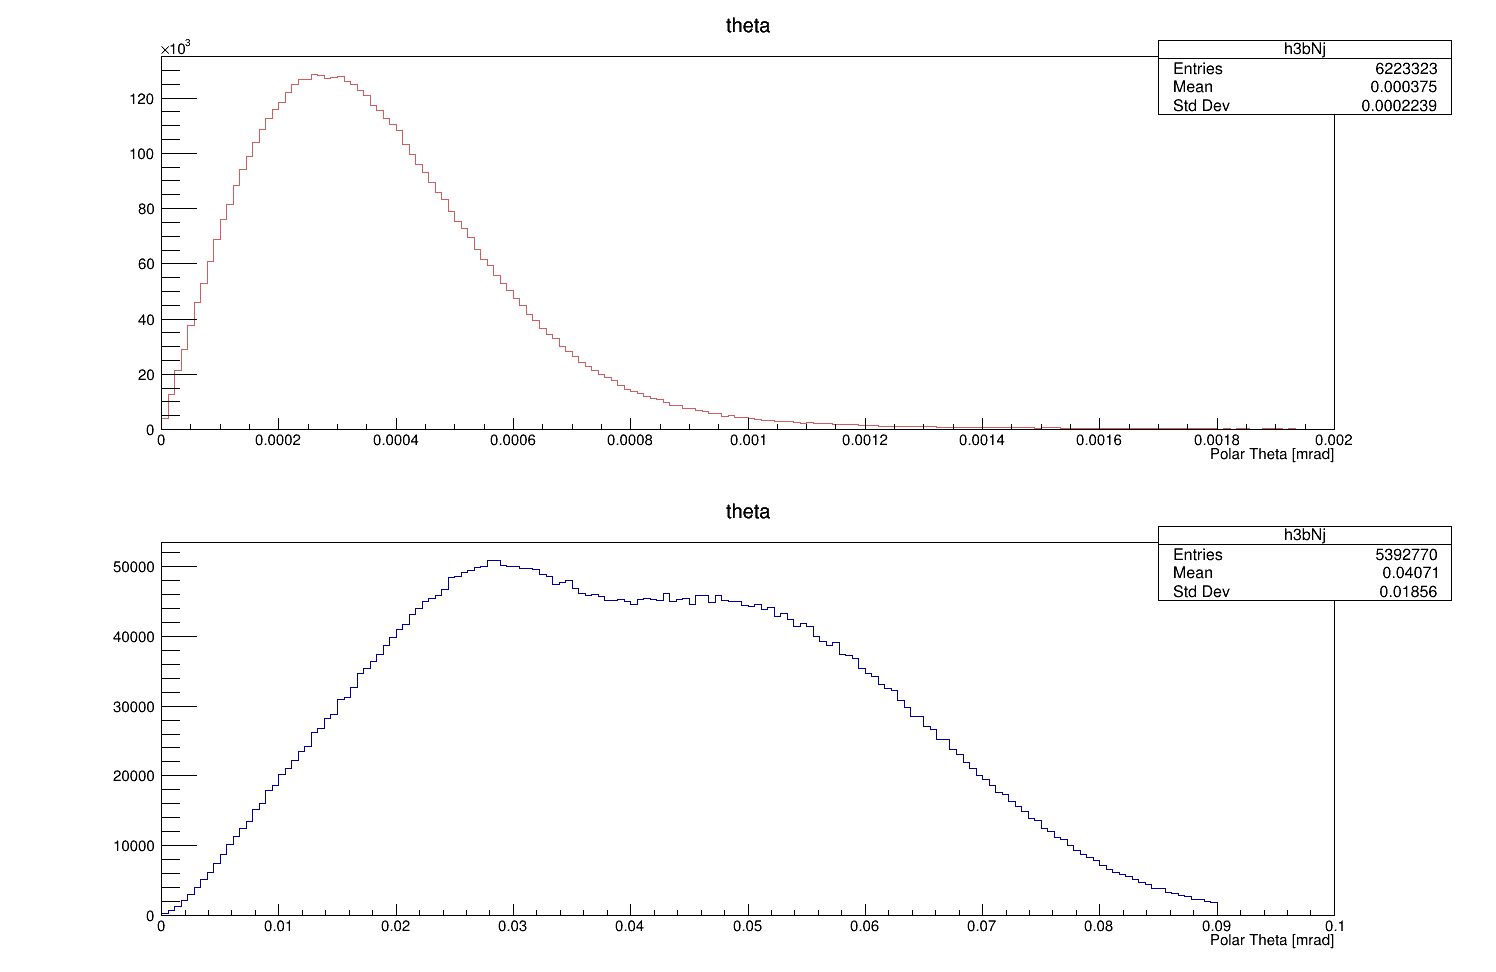 theta
×10³
h3bNj
Entries 6223323
Mean 0.000375
Std Dev 0.0002239
120
100
80
60
40
20
0
0 0.0002 0.0004 0.0006 0.0008 0.001 0.0012 0.0014 0.0016 0.0018 0.002
Polar Theta [mrad]
theta
h3bNj
Entries 5392770
Mean 0.04071
Std Dev 0.01856
50000
40000
30000
20000
10000
0
0 0.01 0.02 0.03 0.04 0.05 0.06 0.07 0.08 0.09 0.1
Polar Theta [mrad]